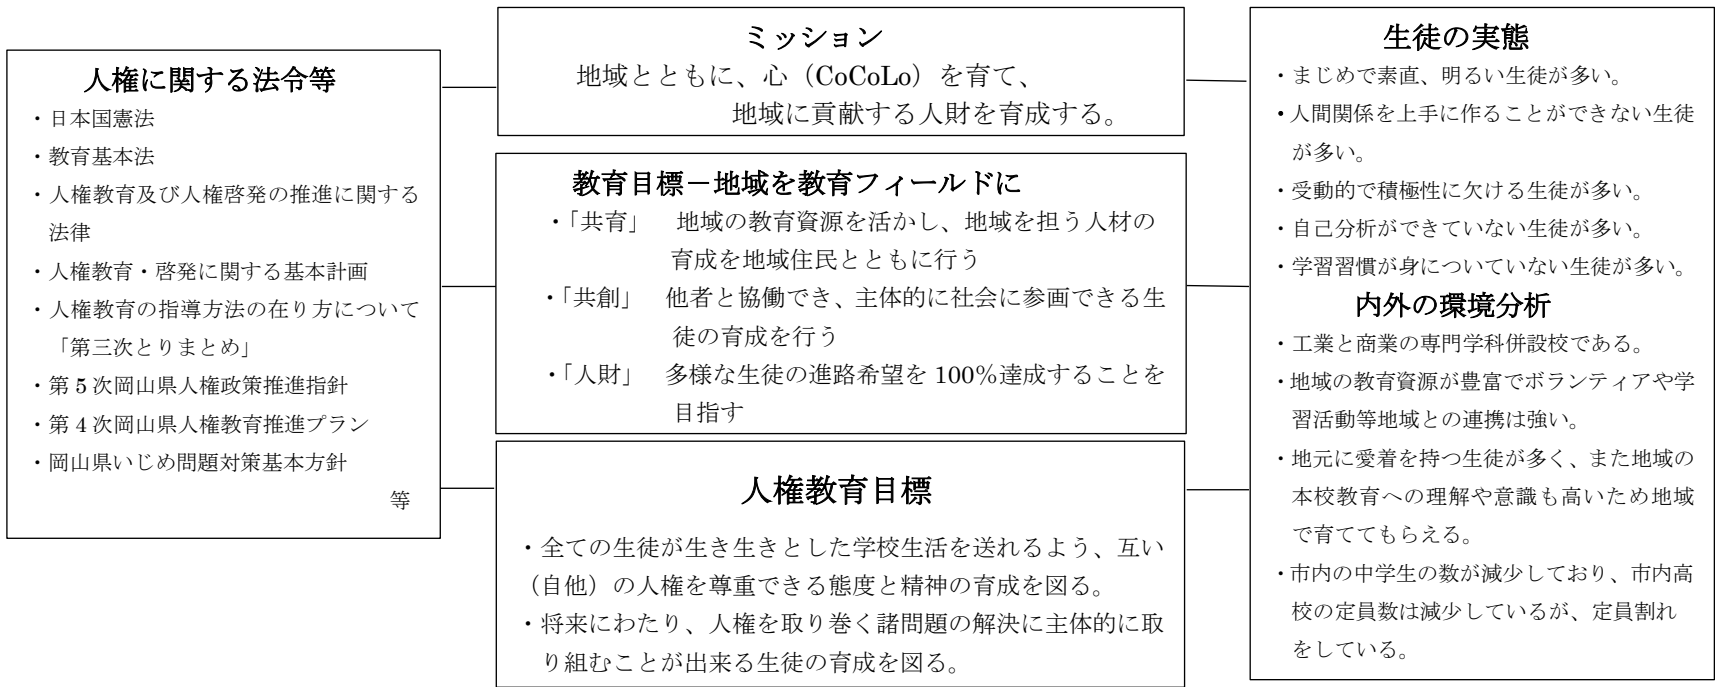 人権に関する法令等
・日本国憲法
・教育基本法
・人権教育及び人権啓発の推進に関する
法律
・人権教育・啓発に関する基本計画
・人権教育の指導方法の在り方について
「第三次とりまとめ」
・第5次岡山県人権政策推進指針
・第4次岡山県人権教育推進プラン
・岡山県いじめ問題対策基本方針
等
ミッション
地域とともに、心（CoCoLo）を育て、
地域に貢献する人財を育成する。
教育目標－地域を教育フィールドに
・「共育」　地域の教育資源を活かし、地域を担う人材の
育成を地域住民とともに行う
・「共創」　他者と協働でき、主体的に社会に参画できる生
徒の育成を行う
・「人財」　多様な生徒の進路希望を100％達成することを
目指す
人権教育目標
・全ての生徒が生き生きとした学校生活を送れるよう、互い
（自他）の人権を尊重できる態度と精神の育成を図る。
・将来にわたり、人権を取り巻く諸問題の解決に主体的に取
り組むことが出来る生徒の育成を図る。
生徒の実態
・まじめで素直、明るい生徒が多い。
・人間関係を上手に作ることができない生徒
が多い。
・受動的で積極性に欠ける生徒が多い。
・自己分析ができていない生徒が多い。
・学習習慣が身についていない生徒が多い。
内外の環境分析
・工業と商業の専門学科併設校である。
・地域の教育資源が豊富でボランティアや学
習活動等地域との連携は強い。
・地元に愛着を持つ生徒が多く、また地域の
本校教育への理解や意識も高いため地域
で育ててもらえる。
・市内の中学生の数が減少しており、市内高
校の定員数は減少しているが、定員割れ
をしている。